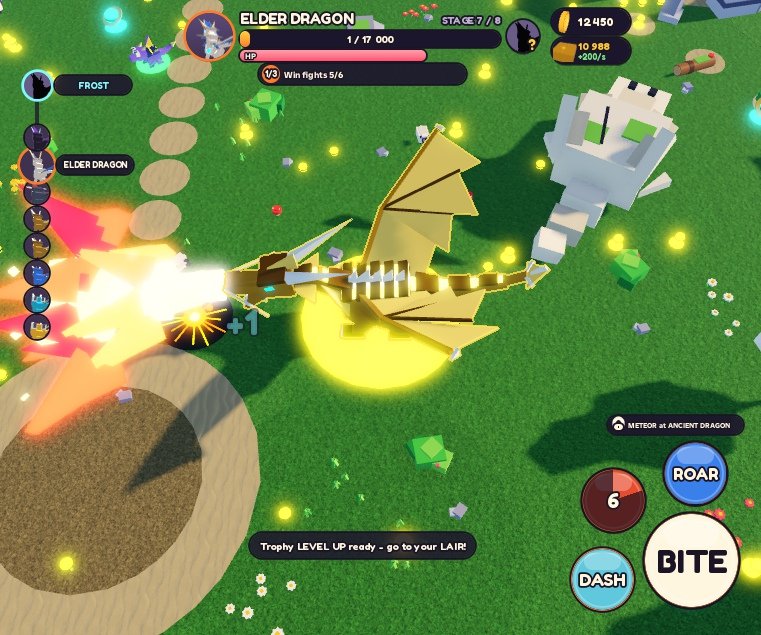 ELDER DRAGON
STAGE 7 / 8
1 / 17 000
HP
1/3 Win fights 5/6
?
12 450
10 988
+200/s
FROST
ELDER DRAGON
+1
METEOR at ANCIENT DRAGON
ROAR
6
BITE
DASH
Trophy LEVEL UP ready - go to your LAIR!